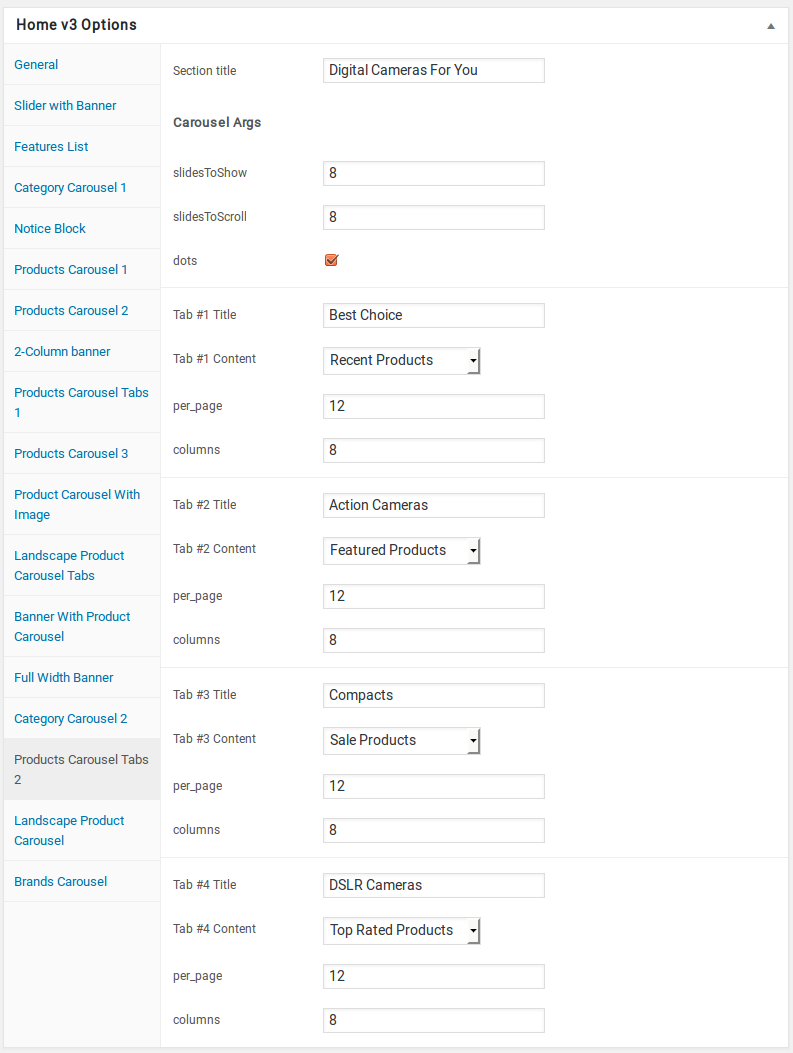 Home v3 Options
General
Slider with Banner
Features List
Category Carousel 1
Notice Block
Products Carousel 1
Products Carousel 2
2-Column banner
Products Carousel Tabs
1
Products Carousel 3
Product Carousel With
Image
Landscape Product
Carousel Tabs
Banner With Product
Carousel
Full Width Banner
Category Carousel 2
Products Carousel Tabs
2
Landscape Product
Carousel
Brands Carousel
Section title Digital Cameras For You
Carousel Args
slidesToShow 8
slidesToScroll 8
dots
Tab #1 Title Best Choice
Tab #1 Content Recent Products
per_page 12
columns 8
Tab #2 Title Action Cameras
Tab #2 Content Featured Products
per_page 12
columns 8
Tab #3 Title Compacts
Tab #3 Content Sale Products
per_page 12
columns 8
Tab #4 Title DSLR Cameras
Tab #4 Content Top Rated Products
per_page 12
columns 8